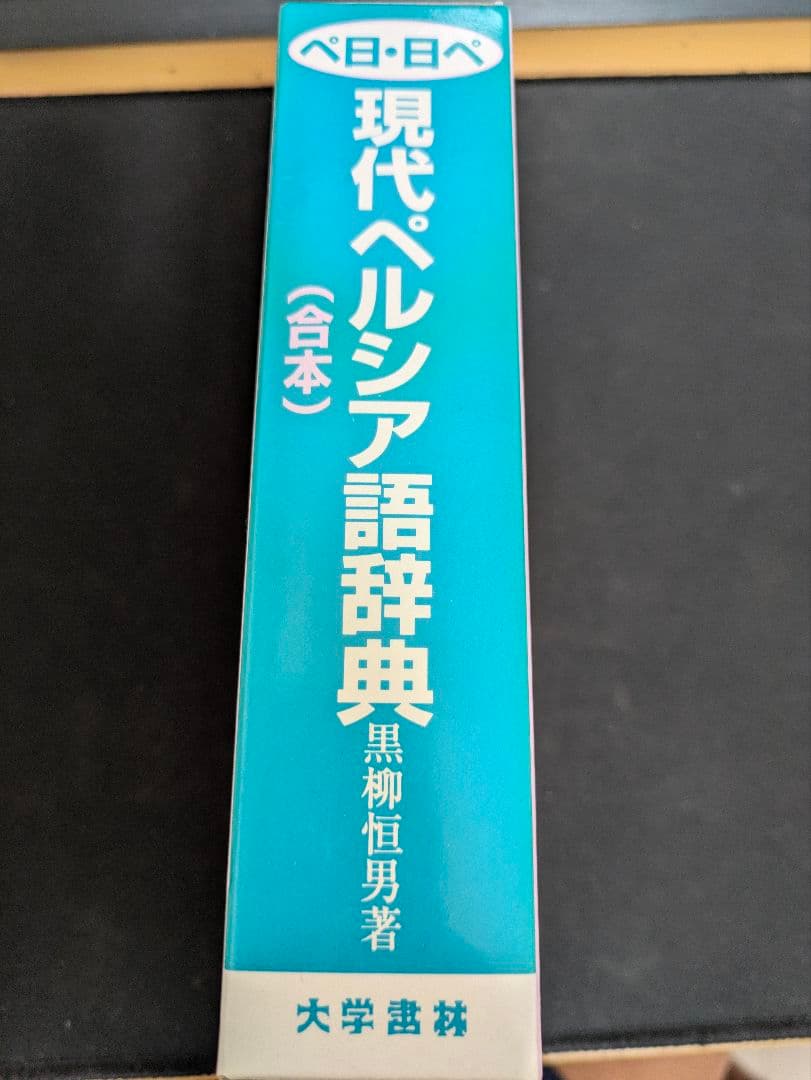 ペ日・日ペ
現代ペルシア語辞典
(合本)
黒柳恒男著
大学書林